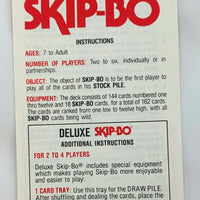 SKIP-BO
INSTRUCTIONS
AGES: 7 to Adult
NUMBER OF PLAYERS: Two to six, individually or in
partnerships.
OBJECT: The object of SKIP-BO is to be the first player to
play all of the cards in his STOCK PILE.
EQUIPMENT: The deck consists of 144 cards numbered one
thru twelve and 18 SKIP-BO cards, for a total of 162 cards.
The cards are ranked from one to twelve. SKIP-BO cards are
wild.
DELUXE SKIP-BO®
ADDITIONAL INSTRUCTIONS
FOR 2 TO 4 PLAYERS
Deluxe Skip-Bo® includes special equipment
which makes playing Skip-Bo more enjoyable
and easier to play.
1 CARD TRAY: Use this tray for the DRAW PILE.
After shuffling and dealing the cards, place the